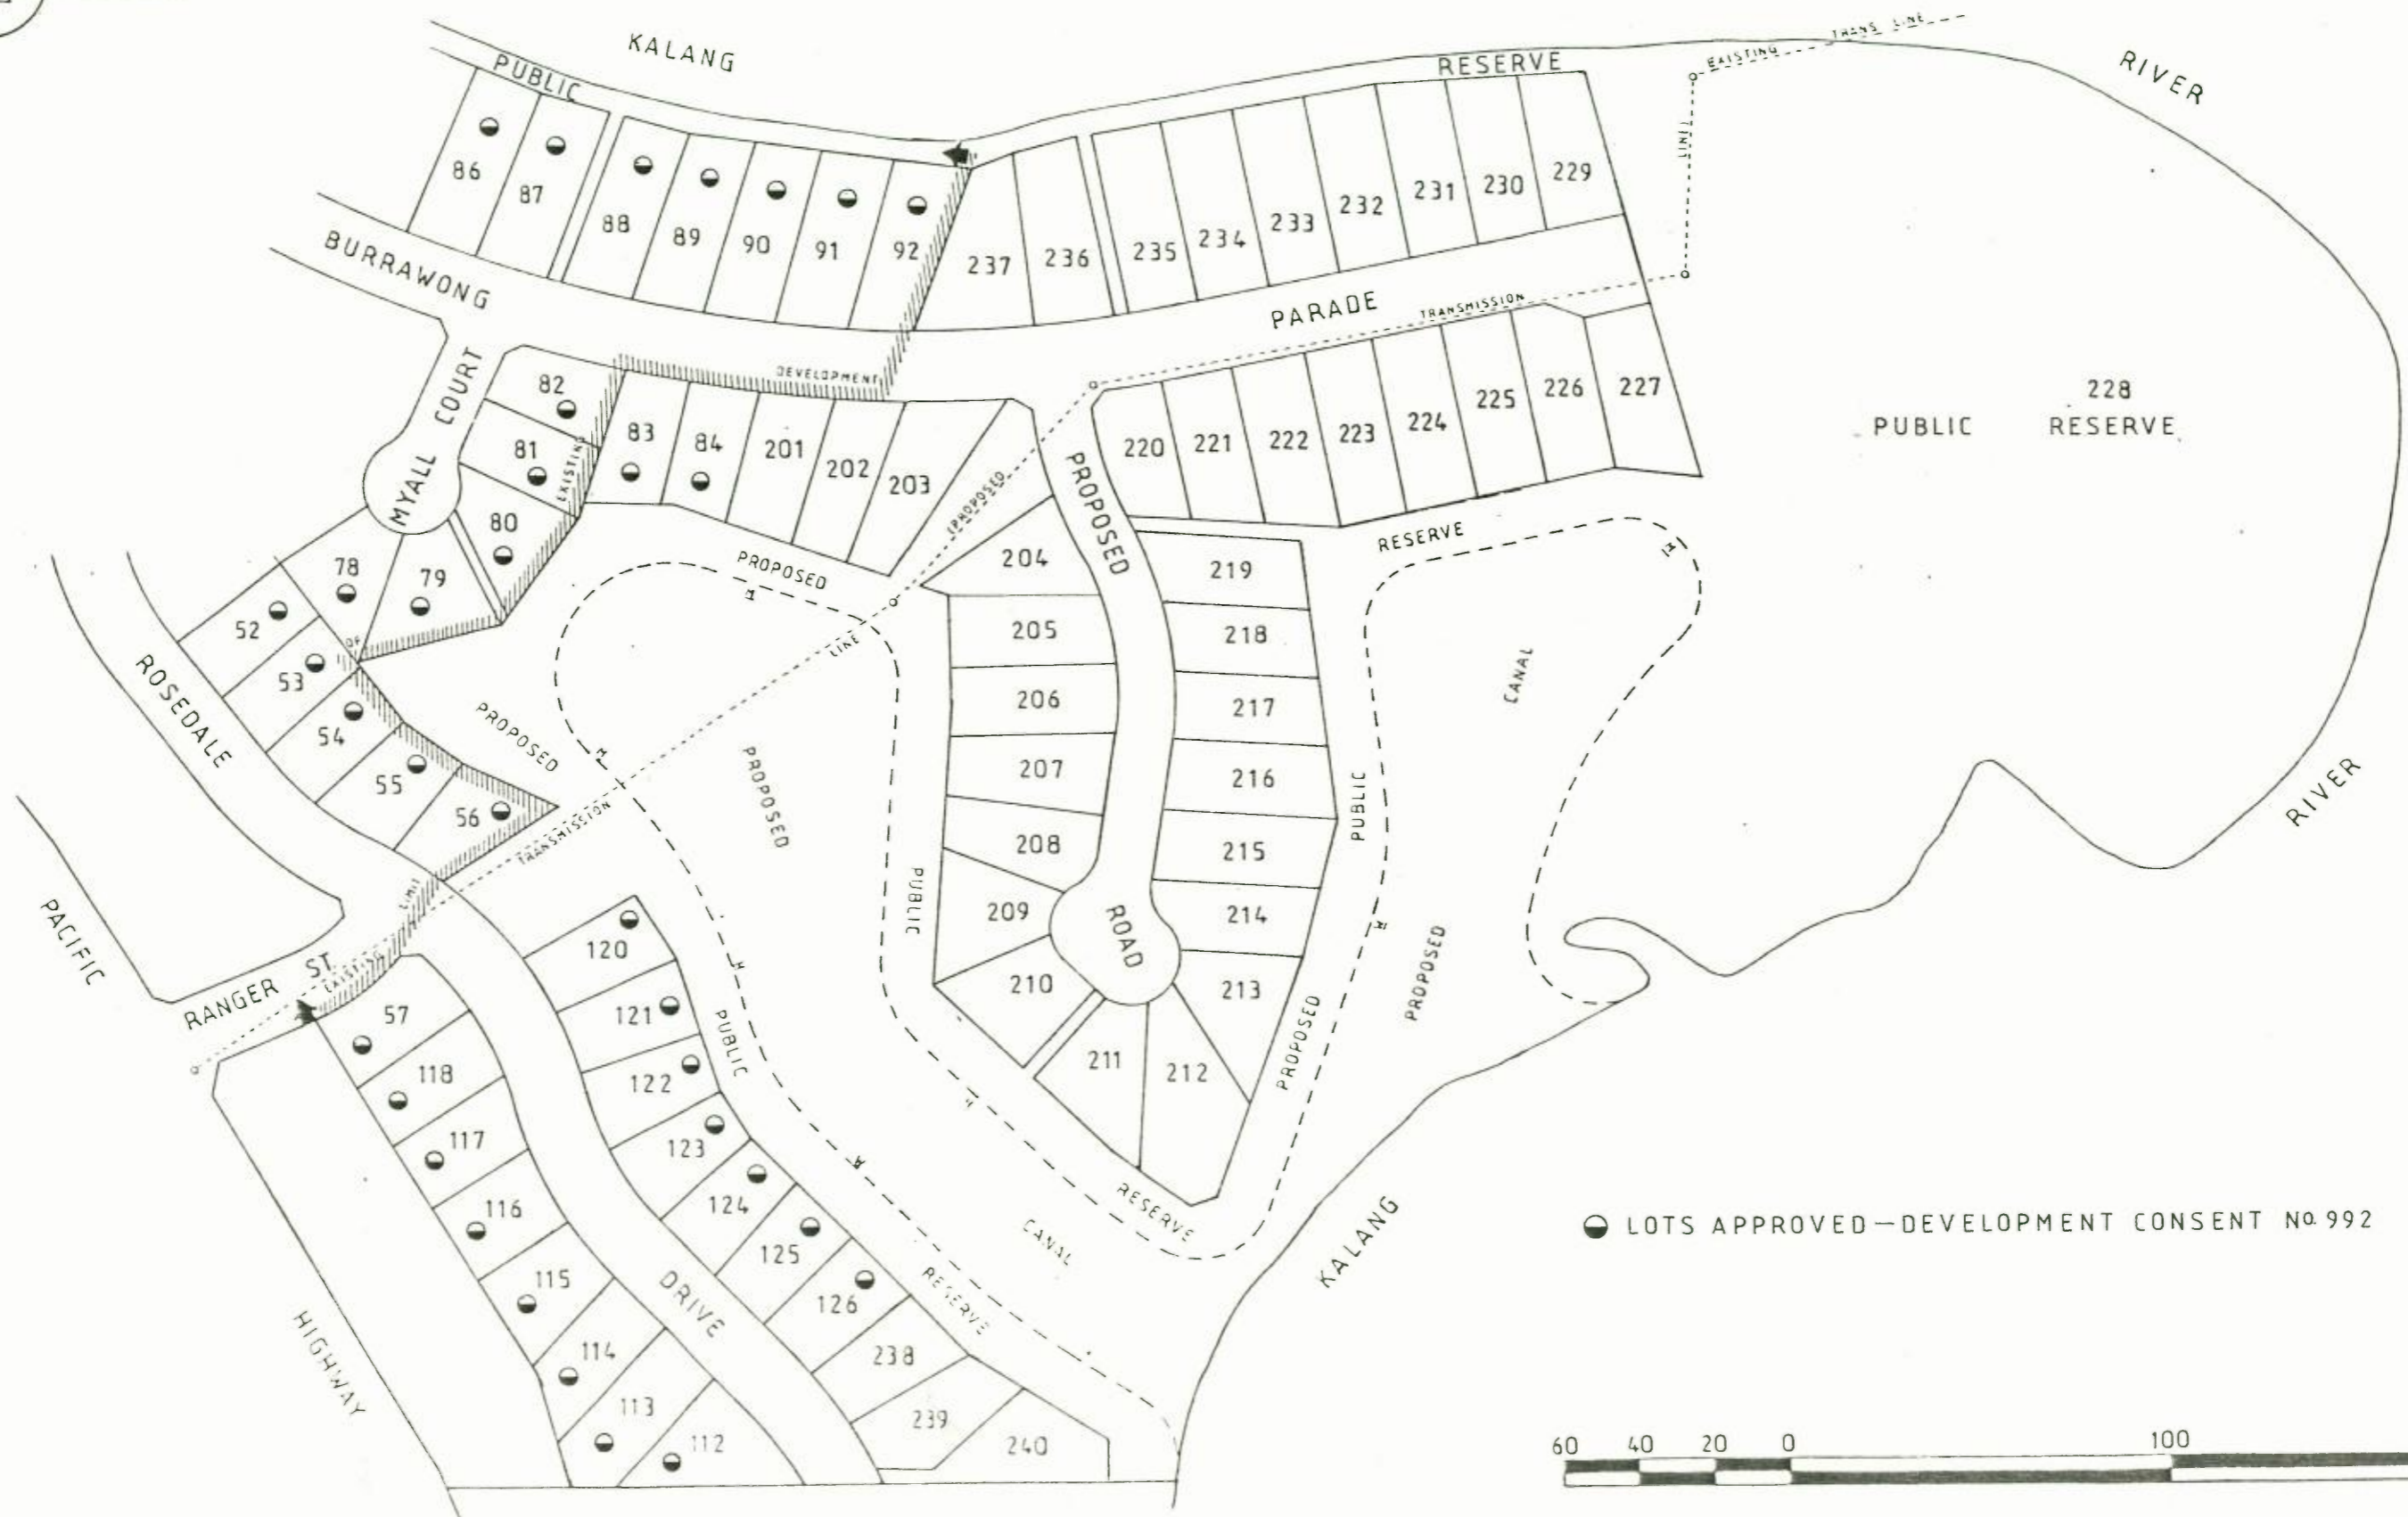 KALANG
RIVER
PUBLIC
RESERVE
EXISTING
TRANS LINE
LINE
86
87
88
89
90
91
92
237
236
235
234
233
232
231
230
229
BURRAWONG
PARADE
TRANSMISSION
DEVELOPMENT
MYALL COURT
82
81
80
79
78
83
84
201
202
203
EXISTING
PROPOSED
PROPOSED
220
221
222
223
224
225
226
227
228
PUBLIC RESERVE
RESERVE
PROPOSED
LINE
204
205
206
207
208
209
210
211
212
213
214
215
216
217
218
219
ROAD
OF
52
53
54
55
56
ROSEDALE
PROPOSED
PROPOSED
TRANSMISSION
LIMIT
PUBLIC
PUBLIC
CANAL
PROPOSED
PROPOSED
RIVER
PACIFIC
RANGER ST
EXISTING
57
118
117
116
115
114
113
112
120
121
122
123
124
125
126
238
239
240
PUBLIC
RESERVE
CANAL
RESERVE
DRIVE
HIGHWAY
KALANG
LOTS APPROVED—DEVELOPMENT CONSENT No. 992
60 40 20 0 100